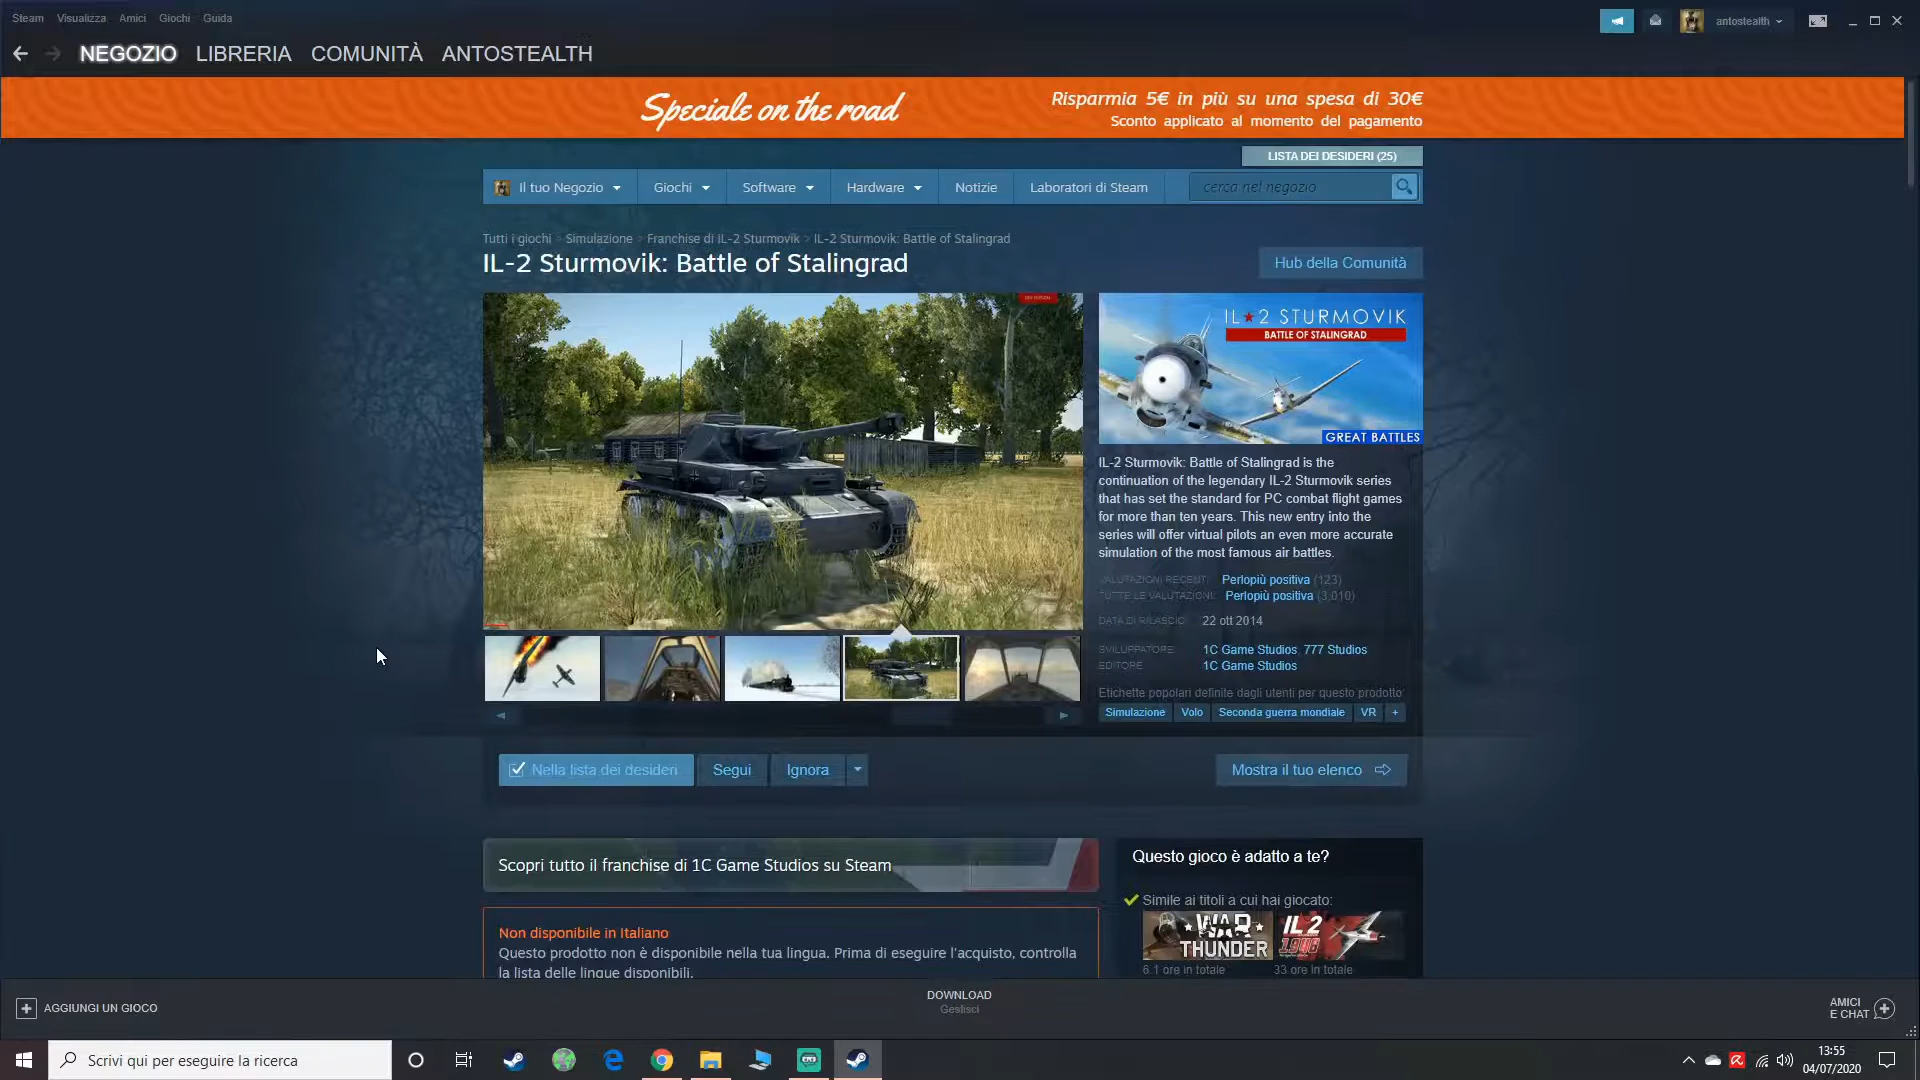 Steam Visualizza Amici Giochi Guida
antostealth
NEGOZIO LIBRERIA COMUNITÀ ANTOSTEALTH
Speciale on the road
Risparmia 5€ in più su una spesa di 30€
Sconto applicato al momento del pagamento
LISTA DEI DESIDERI (25)
Il tuo Negozio Giochi Software Hardware Notizie Laboratori di Steam cerca nel negozio
Tutti i giochi > Simulazione > Franchise di IL-2 Sturmovik > IL-2 Sturmovik: Battle of Stalingrad
IL-2 Sturmovik: Battle of Stalingrad
Hub della Comunità
IL★2 STURMOVIK
BATTLE OF STALINGRAD
GREAT BATTLES
IL-2 Sturmovik: Battle of Stalingrad is the
continuation of the legendary IL-2 Sturmovik series
that has set the standard for PC combat flight games
for more than ten years. This new entry into the
series will offer virtual pilots an even more accurate
simulation of the most famous air battles.
VALUTAZIONI RECENTI: Perlopiù positiva (123)
TUTTE LE VALUTAZIONI: Perlopiù positiva (3,010)
DATA DI RILASCIO: 22 ott 2014
SVILUPPATORE: 1C Game Studios, 777 Studios
EDITORE: 1C Game Studios
Etichette popolari definite dagli utenti per questo prodotto:
Simulazione Volo Seconda guerra mondiale VR +
Nella lista dei desideri Segui Ignora
Mostra il tuo elenco
Scopri tutto il franchise di 1C Game Studios su Steam
Non disponibile in Italiano
Questo prodotto non è disponibile nella tua lingua. Prima di eseguire l'acquisto, controlla
la lista delle lingue disponibili.
Questo gioco è adatto a te?
Simile ai titoli a cui hai giocato:
WAR THUNDER
IL2 1946
6.1 ore in totale 33 ore in totale
AGGIUNGI UN GIOCO
DOWNLOAD
Gestisci
AMICI
E CHAT
Scrivi qui per eseguire la ricerca
13:55
04/07/2020